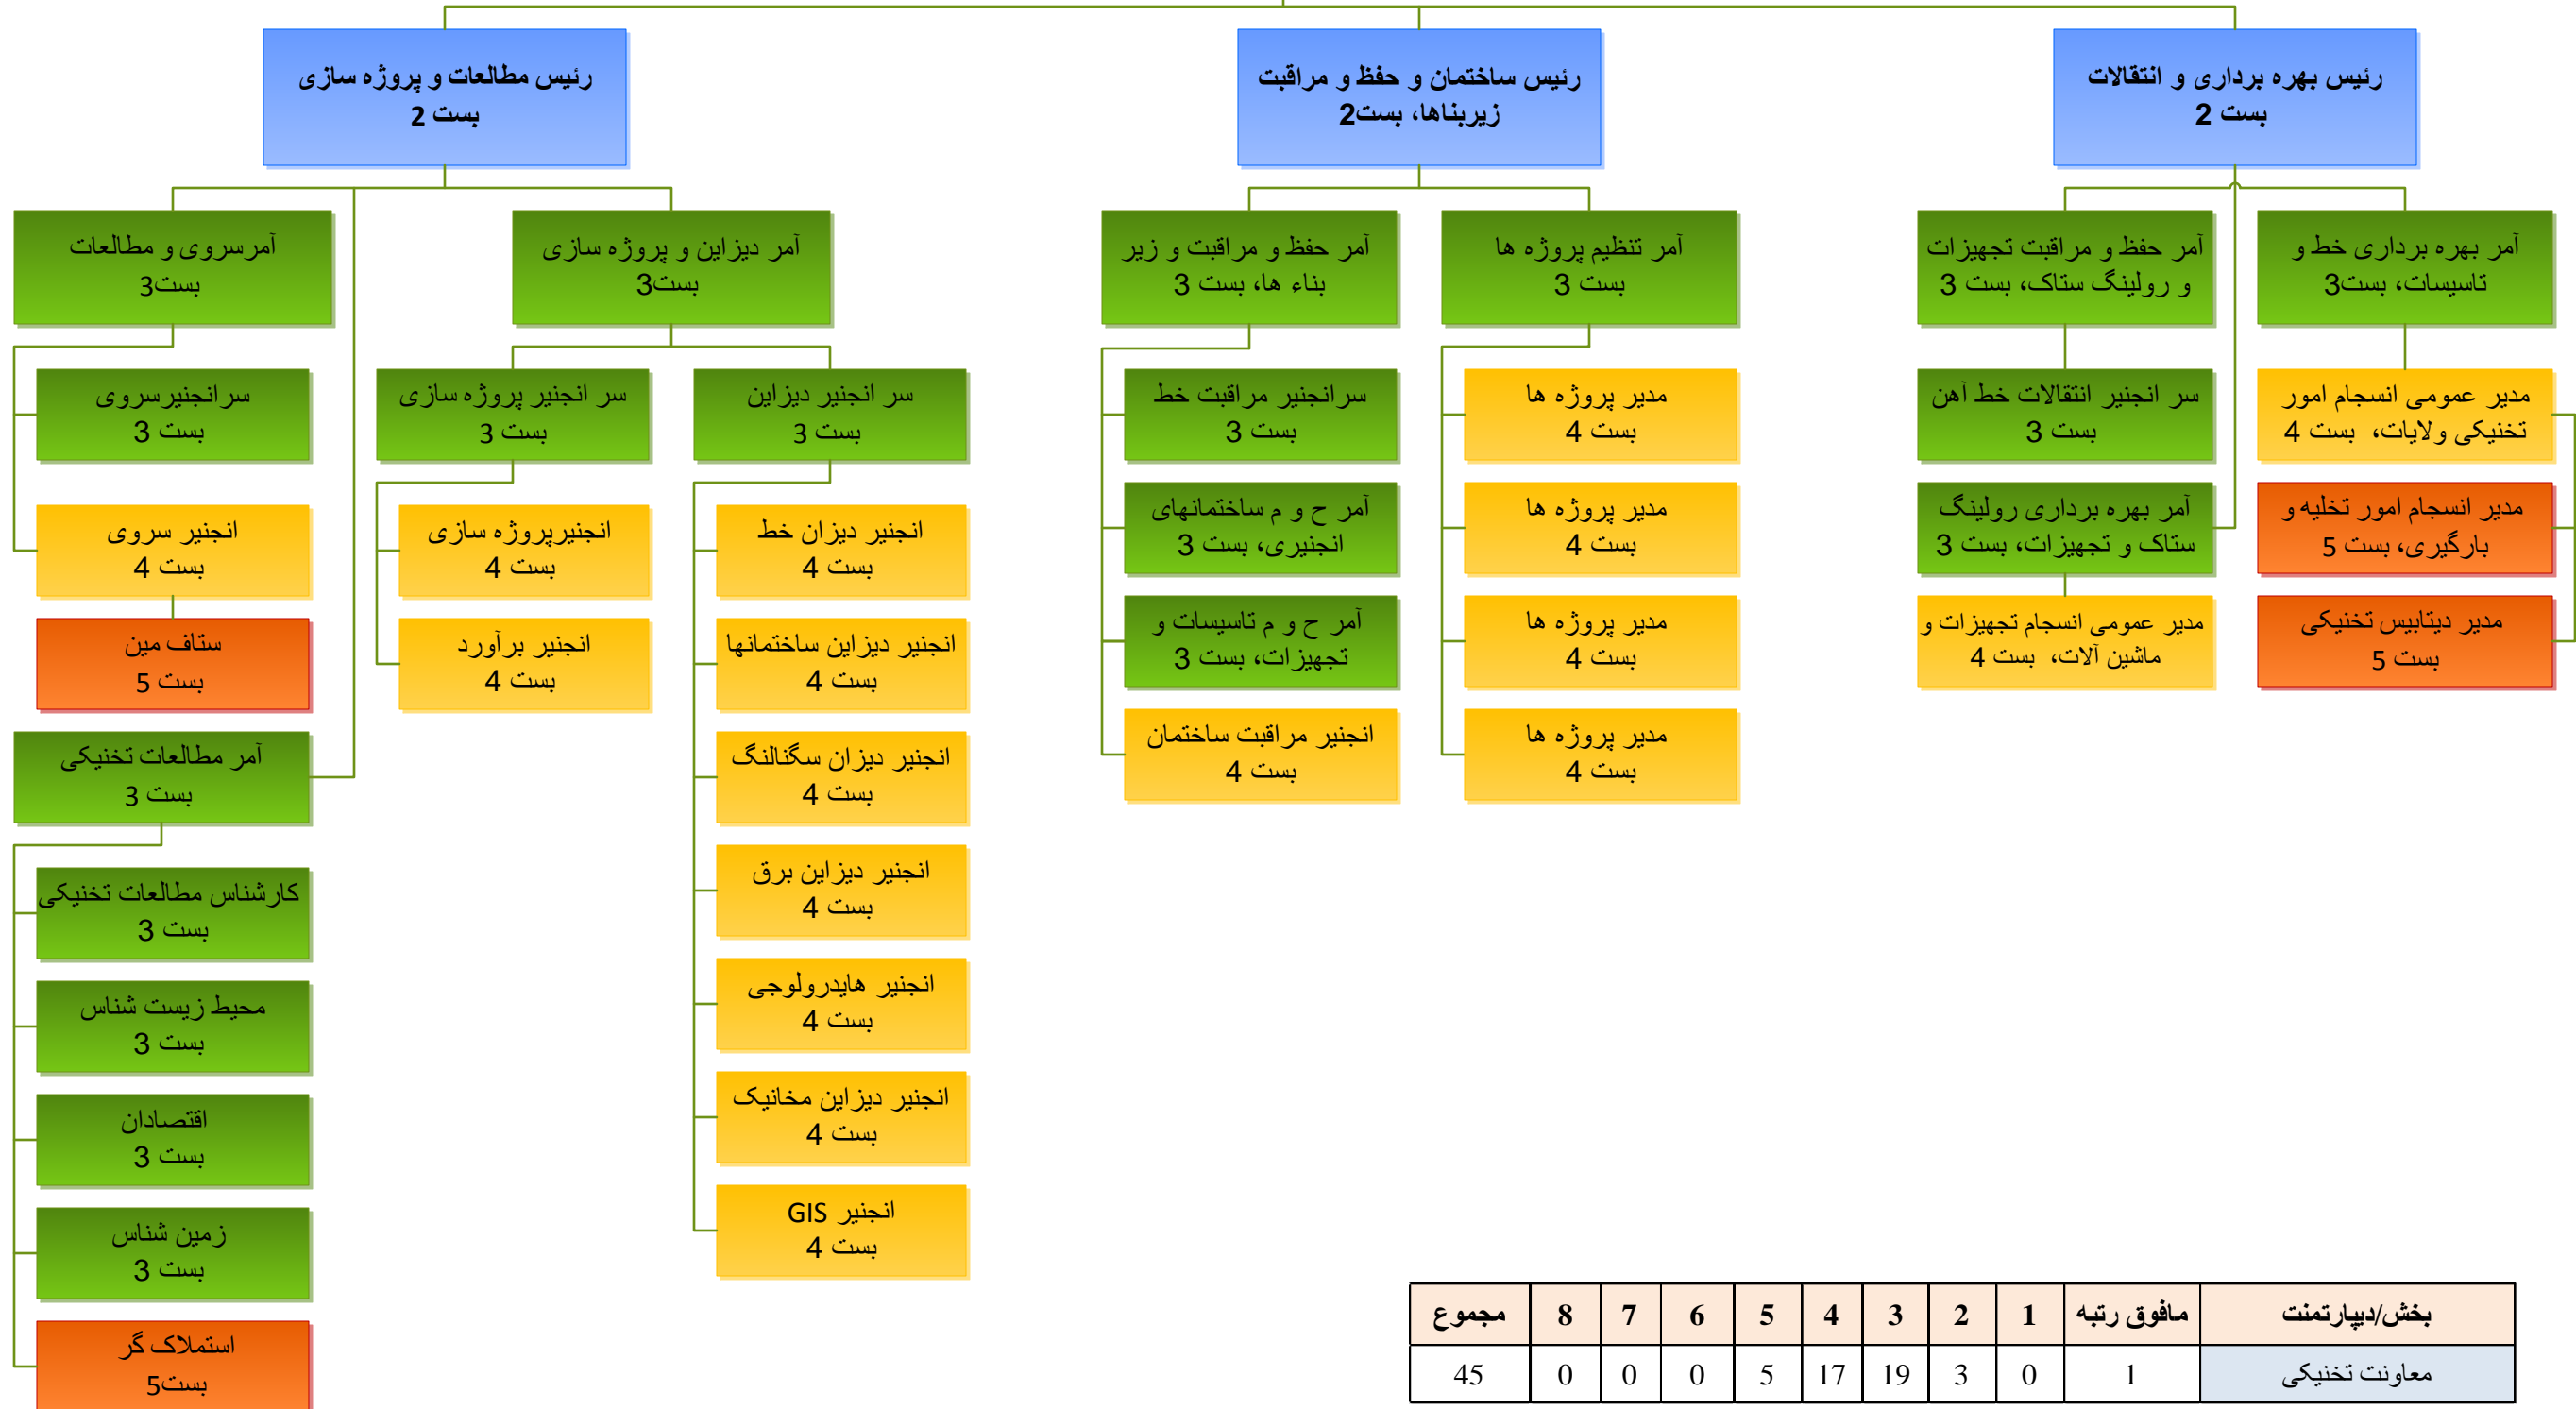 رئیس بهره برداری و انتقالات
بست 2
رئیس ساختمان و حفظ و مراقبت
زیربناها، بست2
رئیس مطالعات و پروژه سازی
بست 2
آمر بهره برداری خط و
تاسیسات، بست3
آمر حفظ و مراقبت تجهیزات
و رولینگ ستاک، بست 3
مدیر عمومی انسجام امور
تخنیکی ولایات، بست 4
مدیر انسجام امور تخلیه و
بارگیری، بست 5
مدیر دیتابیس تخنیکی
بست 5
سر انجنیر انتقالات خط آهن
بست 3
آمر بهره برداری رولینگ
ستاک و تجهیزات، بست 3
مدیر عمومی انسجام تجهیزات و
ماشین آلات، بست 4
آمر تنظیم پروژه ها
بست 3
مدیر پروژه ها
بست 4
مدیر پروژه ها
بست 4
مدیر پروژه ها
بست 4
مدیر پروژه ها
بست 4
آمر حفظ و مراقبت و زیر
بناء ها، بست 3
سرانجنیر مراقبت خط
بست 3
آمر ح و م ساختمانهای
انجنیری، بست 3
آمر ح و م تاسیسات و
تجهیزات، بست 3
انجنیر مراقبت ساختمان
بست 4
آمر دیزاین و پروژه سازی
بست3
سر انجنیر دیزاین
بست 3
انجنیر دیزان خط
بست 4
انجنیر دیزاین ساختمانها
بست 4
انجنیر دیزان سگنالنگ
بست 4
انجنیر دیزاین برق
بست 4
انجنیر هایدرولوجی
بست 4
انجنیر دیزاین مخانیک
بست 4
انجنیر GIS
بست 4
سر انجنیر پروژه سازی
بست 3
انجنیرپروژه سازی
بست 4
انجنیر برآورد
بست 4
آمرسروی و مطالعات
بست3
سرانجنیرسروی
بست 3
انجنیر سروی
بست 4
ستاف مین
بست 5
آمر مطالعات تخنیکی
بست 3
کارشناس مطالعات تخنیکی
بست 3
محیط زیست شناس
بست 3
اقتصادان
بست 3
زمین شناس
بست 3
استملاک گر
بست5
بخش/دیپارتمنت مافوق رتبه 1 2 3 4 5 6 7 8 مجموع
معاونت تخنیکی 1 0 3 19 17 5 0 0 0 45